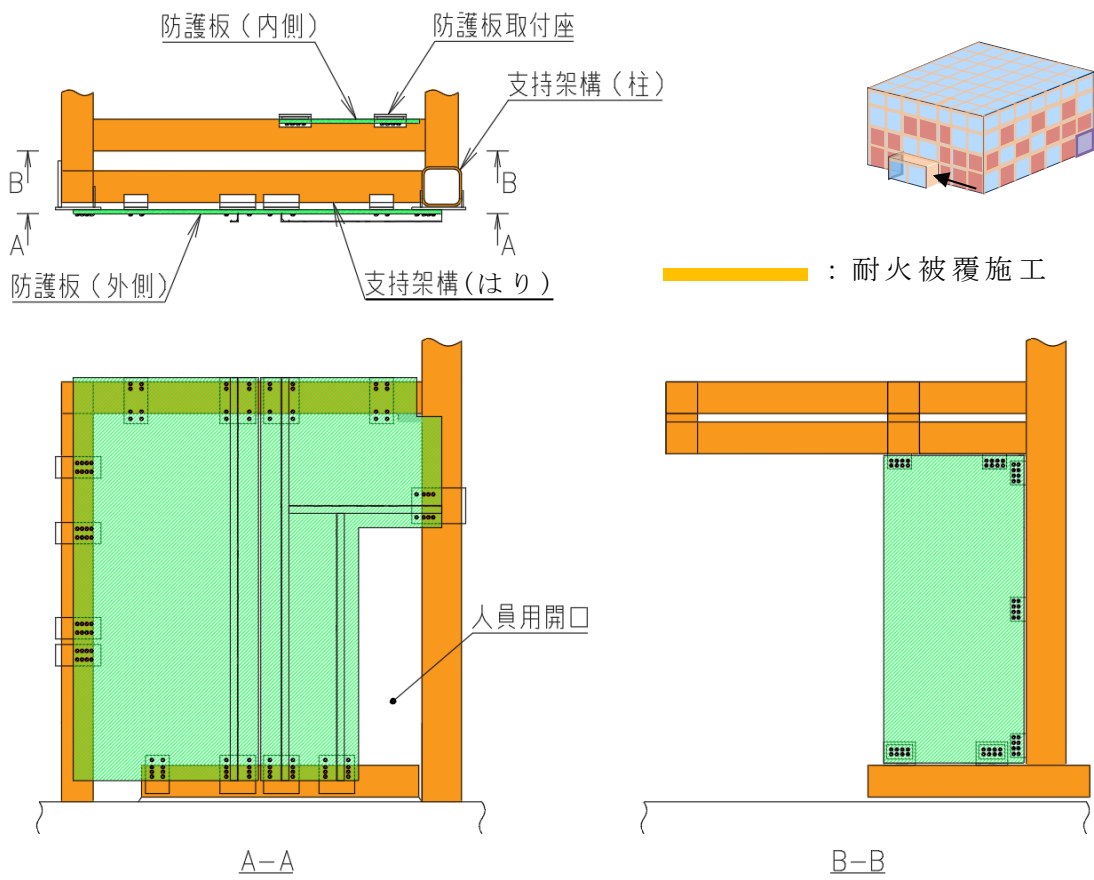 防護板（内側）
防護板取付座
支持架構（柱）
B
B
A
A
防護板（外側）
支持架構(はり)
：耐火被覆施工
人員用開口
A－A
B－B